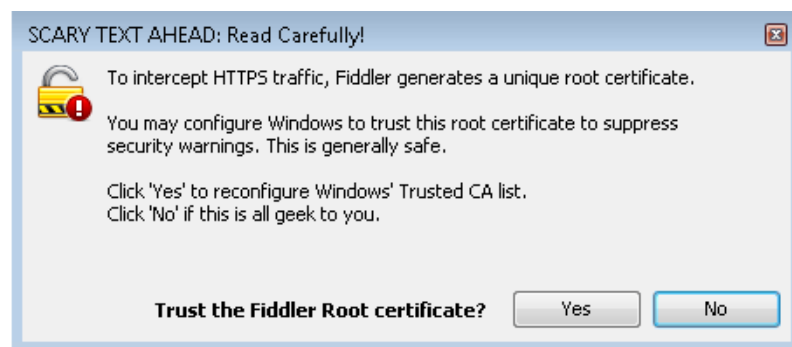 SCARY TEXT AHEAD: Read Carefully!
To intercept HTTPS traffic, Fiddler generates a unique root certificate.
You may configure Windows to trust this root certificate to suppress
security warnings. This is generally safe.
Click 'Yes' to reconfigure Windows' Trusted CA list.
Click 'No' if this is all geek to you.
Trust the Fiddler Root certificate?
Yes
No